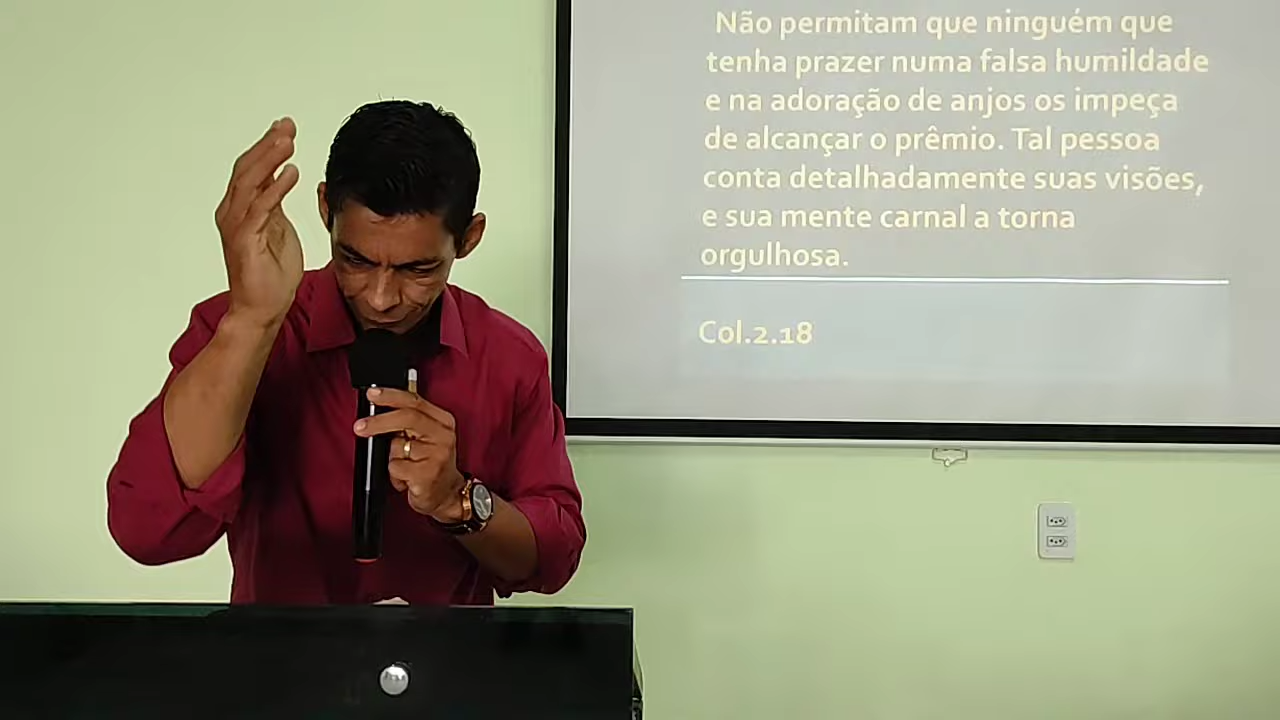 Não permitam que ninguém que
tenha prazer numa falsa humildade
e na adoração de anjos os impeça
de alcançar o prêmio. Tal pessoa
conta detalhadamente suas visões,
e sua mente carnal a torna
orgulhosa.
Col.2.18